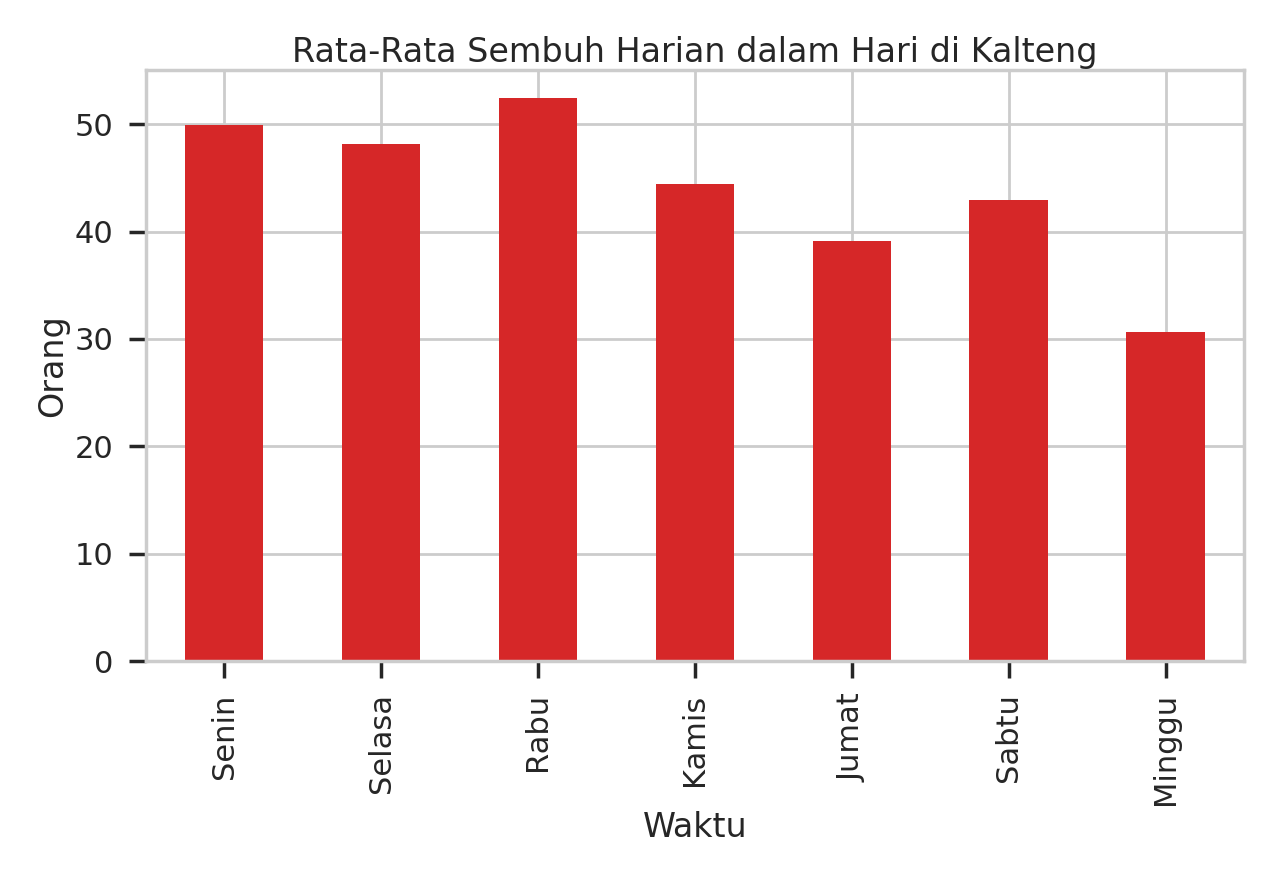 Rata-Rata Sembuh Harian dalam Hari di Kalteng
Orang
50
40
30
20
10
0
Senin
Selasa
Rabu
Kamis
Jumat
Sabtu
Minggu
Waktu